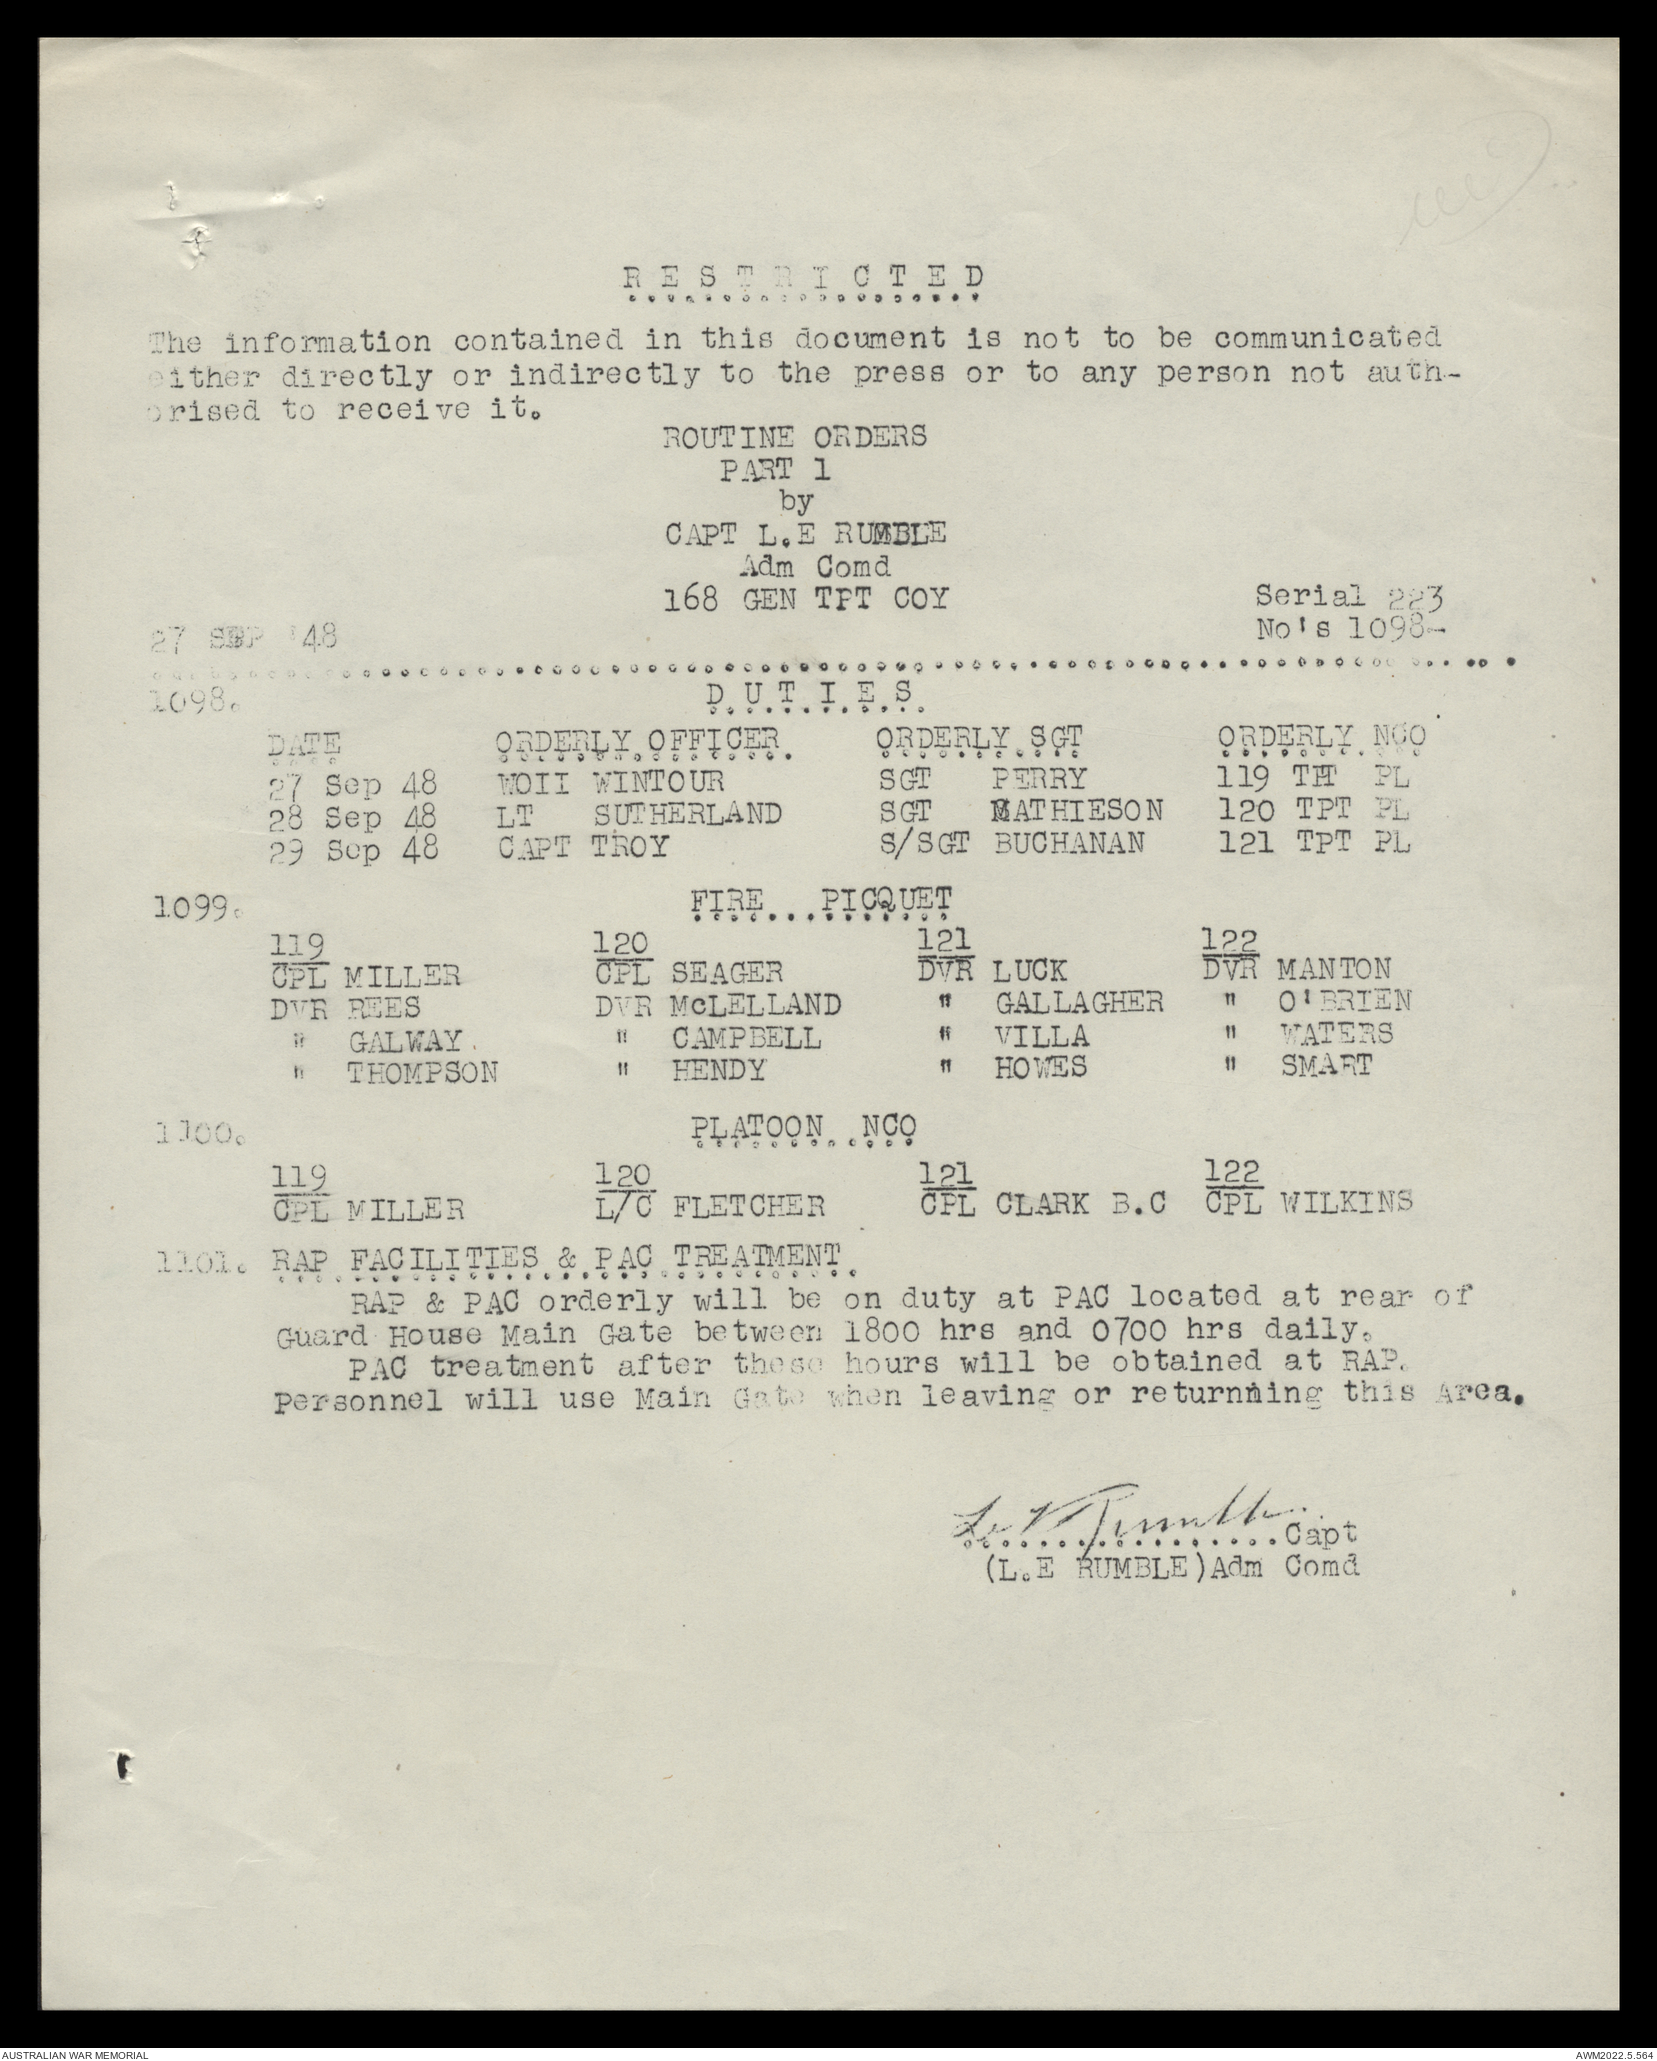 R E S T R I C T E D
The information contained in this document is not to be communicated
either directly or indirectly to the press or to any person not auth-
orised to receive it.
ROUTINE ORDERS
PART 1
by
CAPT L.E RUMBLE
Adm Comd
168 GEN TPT COY
Serial 223
27 SEP '48
No's 1098-
1098. D U T I E S
DATE ORDERLY OFFICER ORDERLY SGT ORDERLY NCO
27 Sep 48 WOII WINTOUR SGT PERRY 119 TPT PL
28 Sep 48 LT SUTHERLAND SGT MATHIESON 120 TPT PL
29 Sep 48 CAPT TROY S/SGT BUCHANAN 121 TPT PL
1099. FIRE PICQUET
119 120 121 122
CPL MILLER CPL SEAGER DVR LUCK DVR MANTON
DVR REES DVR McLELLAND " GALLAGHER " O'BRIEN
" GALWAY " CAMPBELL " VILLA " WATERS
" THOMPSON " HENDY " HOWES " SMART
1100. PLATOON NCO
119 120 121 122
CPL MILLER L/C FLETCHER CPL CLARK B.C CPL WILKINS
1101. RAP FACILITIES & PAC TREATMENT
RAP & PAC orderly will be on duty at PAC located at rear of
Guard House Main Gate between 1800 hrs and 0700 hrs daily.
PAC treatment after these hours will be obtained at RAP.
Personnel will use Main Gate when leaving or returnning this Area.
L E Rumble
..................Capt
(L.E RUMBLE)Adm Comd
AUSTRALIAN WAR MEMORIAL
AWM2022.5.564